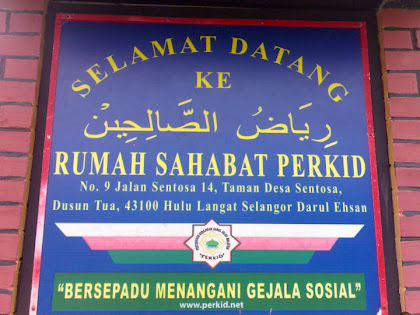 SELAMAT DATANG
KE
رِيَاضُ الصَّالِحِيْن
RUMAH SAHABAT PERKID
No. 9 Jalan Sentosa 14, Taman Desa Sentosa,
Dusun Tua, 43100 Hulu Langat Selangor Darul Ehsan
PERKID
"BERSEPADU MENANGANI GEJALA SOSIAL"
www.perkid.net